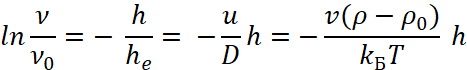 ln ν/ν₀ = − h/hₑ = − u/D h = − v(ρ − ρ₀)/k_Б T h